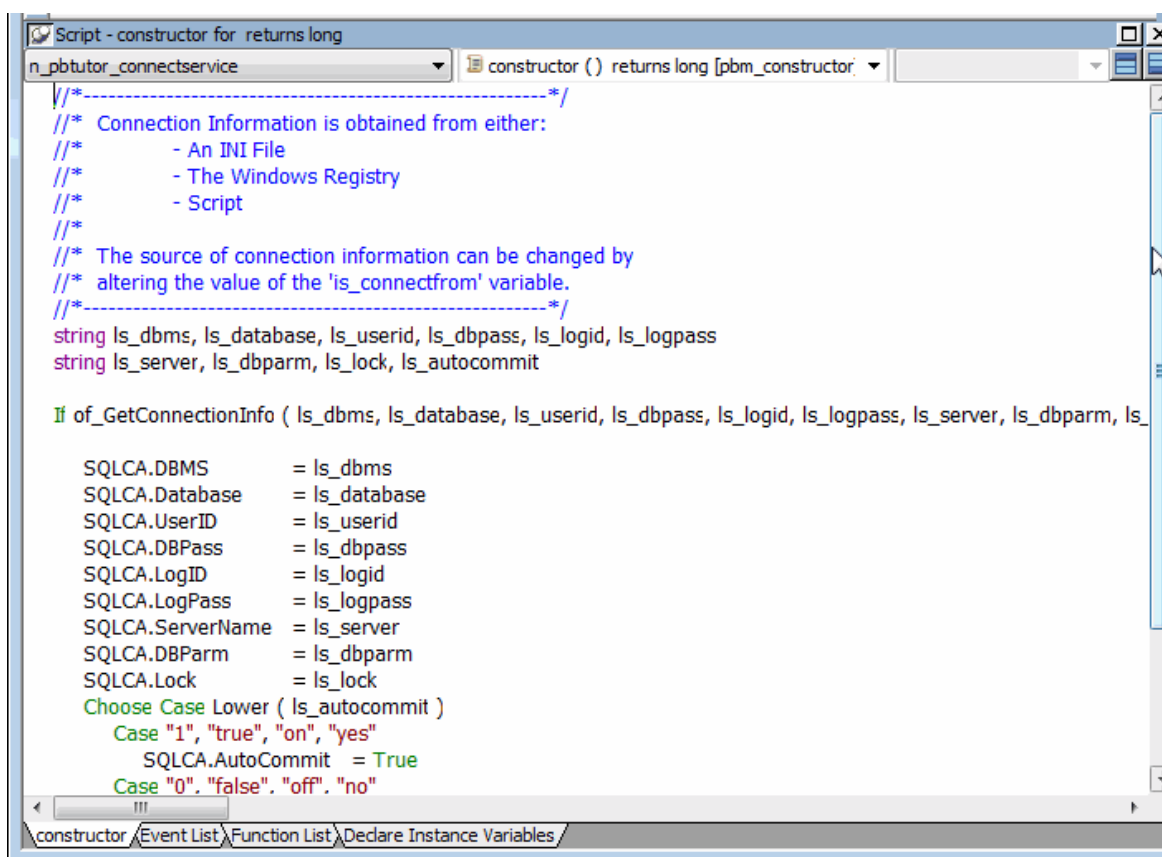 Script - constructor for returns long
n_pbtutor_connectservice constructor ( ) returns long [pbm_constructor]
//*--------------------------------------------------------*/
//* Connection Information is obtained from either:
//* - An INI File
//* - The Windows Registry
//* - Script
//*
//* The source of connection information can be changed by
//* altering the value of the 'is_connectfrom' variable.
//*--------------------------------------------------------*/
string ls_dbms, ls_database, ls_userid, ls_dbpass, ls_logid, ls_logpass
string ls_server, ls_dbparm, ls_lock, ls_autocommit
If of_GetConnectionInfo ( ls_dbms, ls_database, ls_userid, ls_dbpass, ls_logid, ls_logpass, ls_server, ls_dbparm, ls_
SQLCA.DBMS = ls_dbms
SQLCA.Database = ls_database
SQLCA.UserID = ls_userid
SQLCA.DBPass = ls_dbpass
SQLCA.LogID = ls_logid
SQLCA.LogPass = ls_logpass
SQLCA.ServerName = ls_server
SQLCA.DBParm = ls_dbparm
SQLCA.Lock = ls_lock
Choose Case Lower ( ls_autocommit )
Case "1", "true", "on", "yes"
SQLCA.AutoCommit = True
Case "0", "false", "off", "no"
constructor Event List Function List Declare Instance Variables